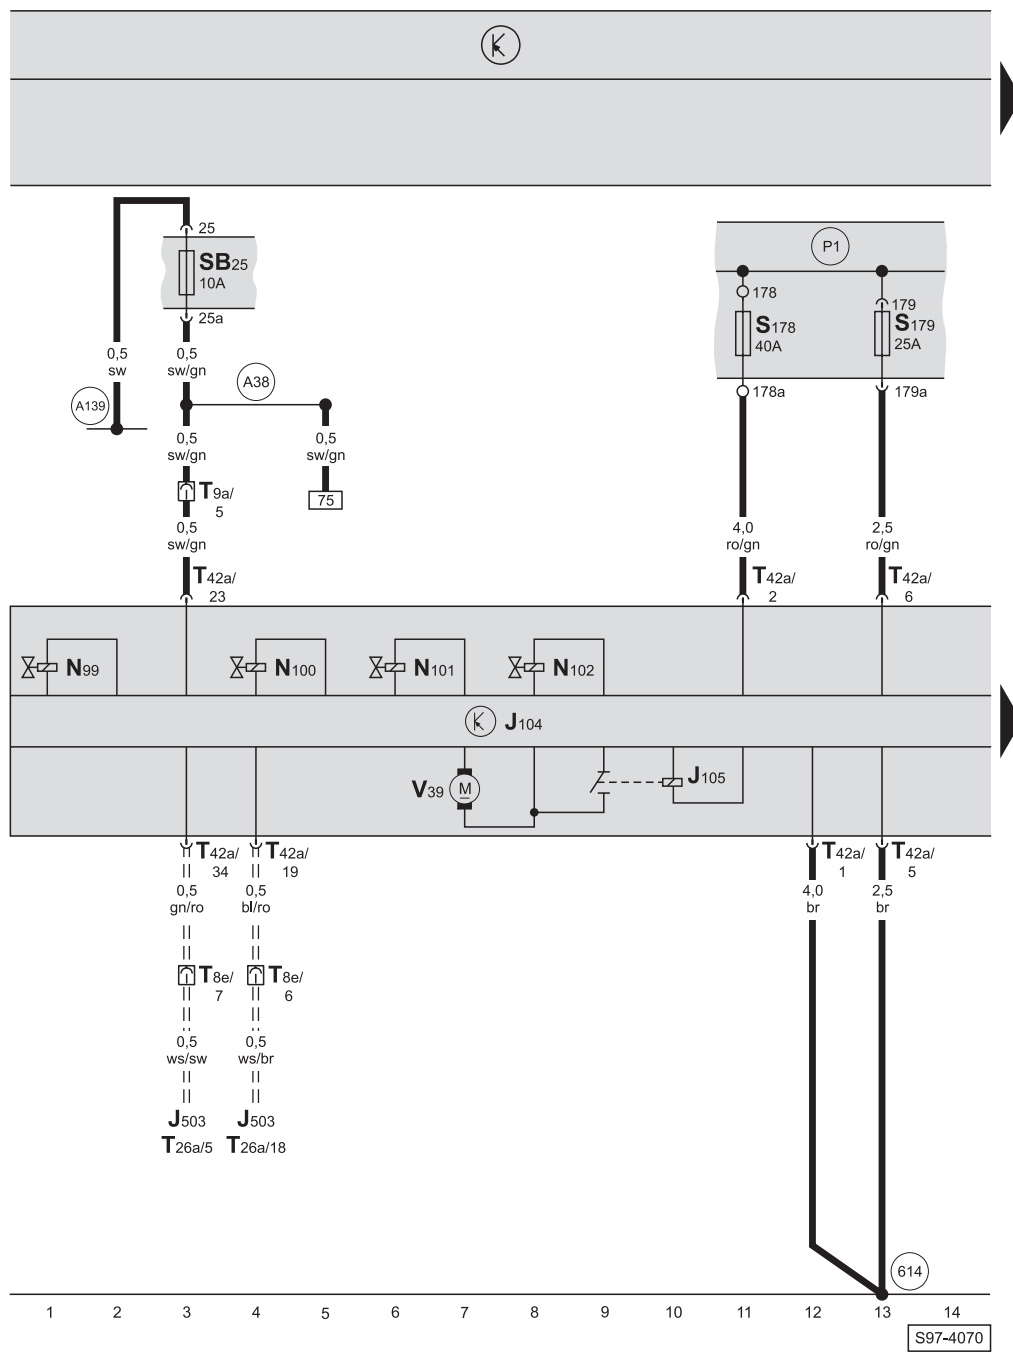 25
SB25
10A
25a
P1
178
179
S178
40A
S179
25A
178a
179a
0,5
sw
0,5
sw/gn
A38
A139
0,5
sw/gn
0,5
sw/gn
T9a/
5
75
0,5
sw/gn
4,0
ro/gn
2,5
ro/gn
T42a/
23
T42a/
2
T42a/
6
N99
N100
N101
N102
J104
V39
M
J105
T42a/
34
T42a/
19
T42a/
1
T42a/
5
0,5
gn/ro
0,5
bl/ro
4,0
br
2,5
br
T8e/
7
T8e/
6
0,5
ws/sw
0,5
ws/br
J503
J503
T26a/5
T26a/18
614
1 2 3 4 5 6 7 8 9 10 11 12 13 14
S97-4070